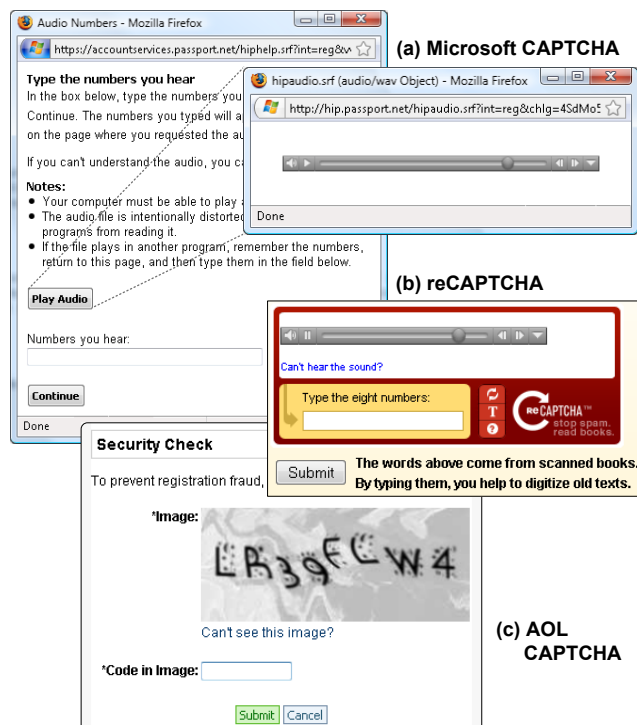 Audio Numbers - Mozilla Firefox
https://accountservices.passport.net/hiphelp.srf?int=reg&
(a) Microsoft CAPTCHA
Type the numbers you hear
In the box below, type the numbers you
Continue. The numbers you typed will a
on the page where you requested the au
If you can't understand the audio, you ca
Notes:
• Your computer must be able to play a
• The audio file is intentionally distorted
programs from reading it.
• If the file plays in another program, remember the numbers,
return to this page, and then type them in the field below.
Play Audio
Numbers you hear:
Continue
Done
hipaudio.srf (audio/wav Object) - Mozilla Firefox
http://hip.passport.net/hipaudio.srf?int=reg&chlg=4SdMo5
Done
(b) reCAPTCHA
Can't hear the sound?
Type the eight numbers:
T
?
reCAPTCHA™
stop spam.
read books.
Submit
The words above come from scanned books.
By typing them, you help to digitize old texts.
Security Check
To prevent registration fraud,
*Image:
LR39FCW4
Can't see this image?
*Code in Image:
Submit
Cancel
(c) AOL
CAPTCHA